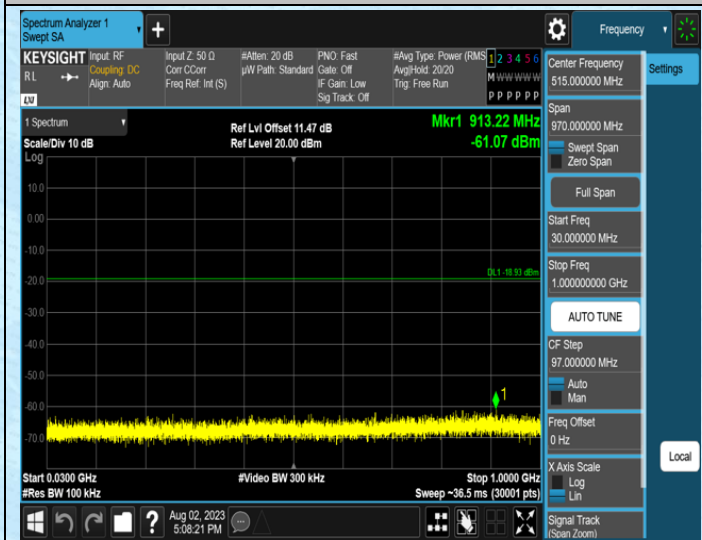 Spectrum Analyzer 1
Swept SA
+
Frequency
KEYSIGHT
RL
LXI
Input: RF
Coupling: DC
Align: Auto
Input Z: 50 Ω
Corr CCorr
Freq Ref: Int (S)
#Atten: 20 dB
µW Path: Standard
PNO: Fast
Gate: Off
IF Gain: Low
Sig Track: Off
#Avg Type: Power (RMS
Avg|Hold: 20/20
Trig: Free Run
1 2 3 4 5 6
M W W W W W
P P P P P P
1 Spectrum
Scale/Div 10 dB
Log
Ref Lvl Offset 11.47 dB
Ref Level 20.00 dBm
Mkr1 913.22 MHz
-61.07 dBm
10.0
0.00
-10.0
-20.0
-30.0
-40.0
-50.0
-60.0
-70.0
DL1 -18.93 dBm
1
Start 0.0300 GHz
#Res BW 100 kHz
#Video BW 300 kHz
Stop 1.0000 GHz
Sweep ~36.5 ms (30001 pts)
?
Aug 02, 2023
5:08:21 PM
Center Frequency
515.000000 MHz
Span
970.000000 MHz
Swept Span
Zero Span
Full Span
Start Freq
30.000000 MHz
Stop Freq
1.000000000 GHz
AUTO TUNE
CF Step
97.000000 MHz
Auto
Man
Freq Offset
0 Hz
X Axis Scale
Log
Lin
Signal Track
(Span Zoom)
Settings
Local